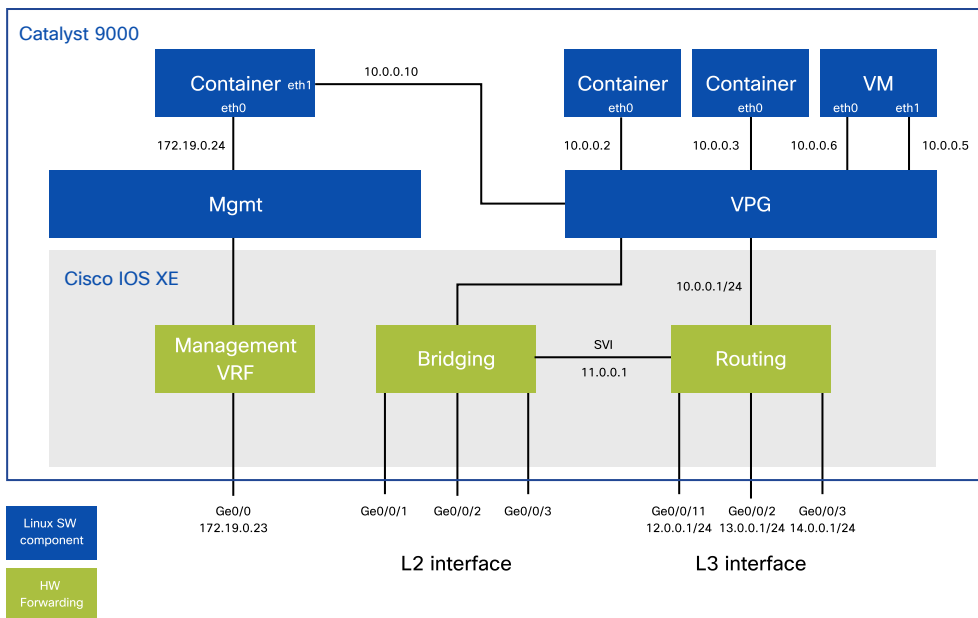 Catalyst 9000
Container eth1
eth0
10.0.0.10
Container
eth0
Container
eth0
VM
eth0 eth1
172.19.0.24
10.0.0.2
10.0.0.3
10.0.0.6
10.0.0.5
Mgmt
VPG
Cisco IOS XE
10.0.0.1/24
Management
VRF
Bridging
SVI
11.0.0.1
Routing
Ge0/0
172.19.0.23
Ge0/0/1
Ge0/0/2
Ge0/0/3
Ge0/0/11
12.0.0.1/24
Ge0/0/2
13.0.0.1/24
Ge0/0/3
14.0.0.1/24
L2 interface
L3 interface
Linux SW
component
HW
Forwarding